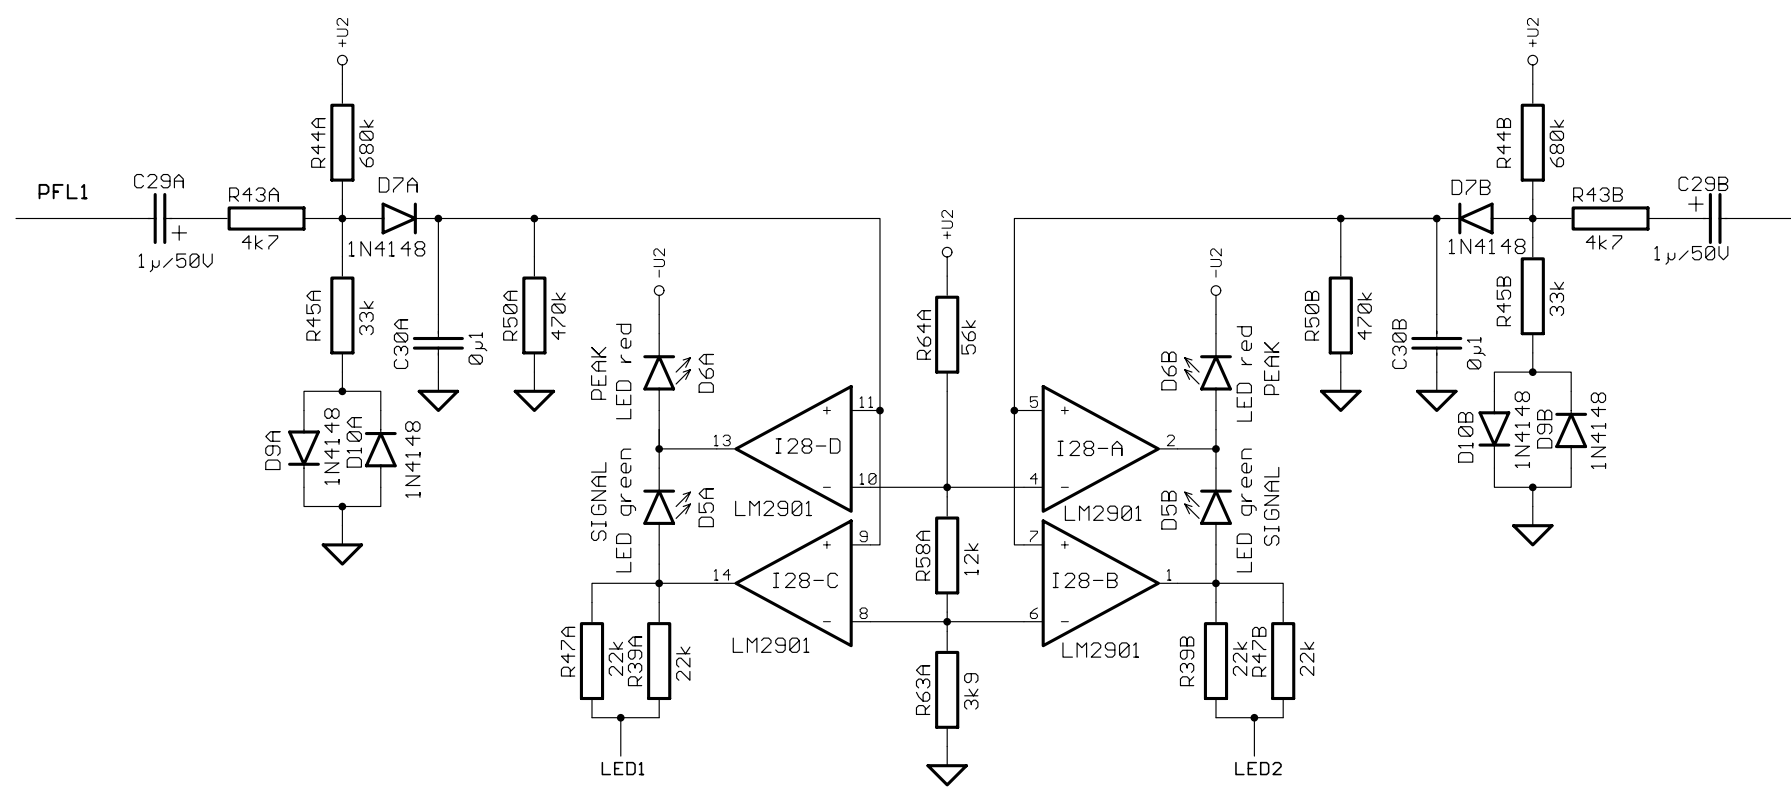 +U2
+U2
R44A
680k
R44B
680k
PFL1
C29A
+
1µ/50V
R43A
4k7
D7A
1N4148
D7B
1N4148
R43B
4k7
C29B
+
1µ/50V
R45A
33k
C30A
0µ1
R50A
470k
-U2
+U2
-U2
R50B
470k
C30B
0µ1
R45B
33k
PEAK
LED red
D6A
R64A
56k
D6B
LED red
PEAK
D9A
1N4148
D10A
1N4148
13
+
11
I28-D
-
10
LM2901
5
+
2
I28-A
4
-
LM2901
D10B
1N4148
D9B
1N4148
SIGNAL
LED green
D5A
R58A
12k
D5B
LED green
SIGNAL
14
+
9
I28-C
-
8
LM2901
7
+
1
I28-B
6
-
LM2901
R47A
22k
R39A
22k
R63A
3k9
R39B
22k
R47B
22k
LED1
LED2